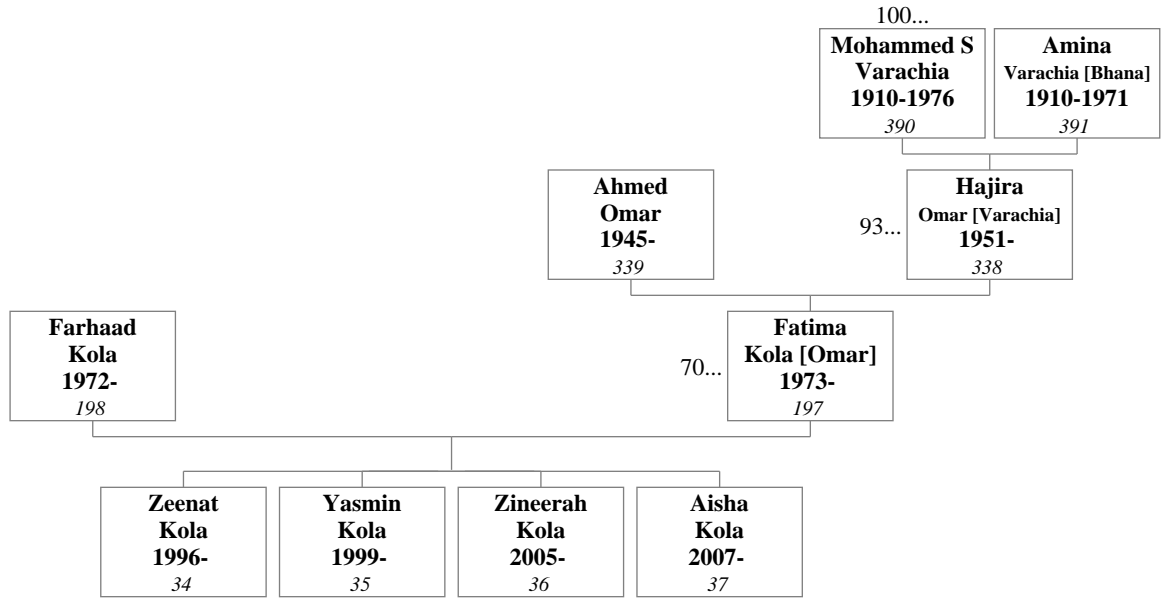 100...
Mohammed S
Varachia
1910-1976
390
Amina
Varachia [Bhana]
1910-1971
391
Ahmed
Omar
1945-
339
93...
Hajira
Omar [Varachia]
1951-
338
Farhaad
Kola
1972-
198
70...
Fatima
Kola [Omar]
1973-
197
Zeenat
Kola
1996-
34
Yasmin
Kola
1999-
35
Zineerah
Kola
2005-
36
Aisha
Kola
2007-
37